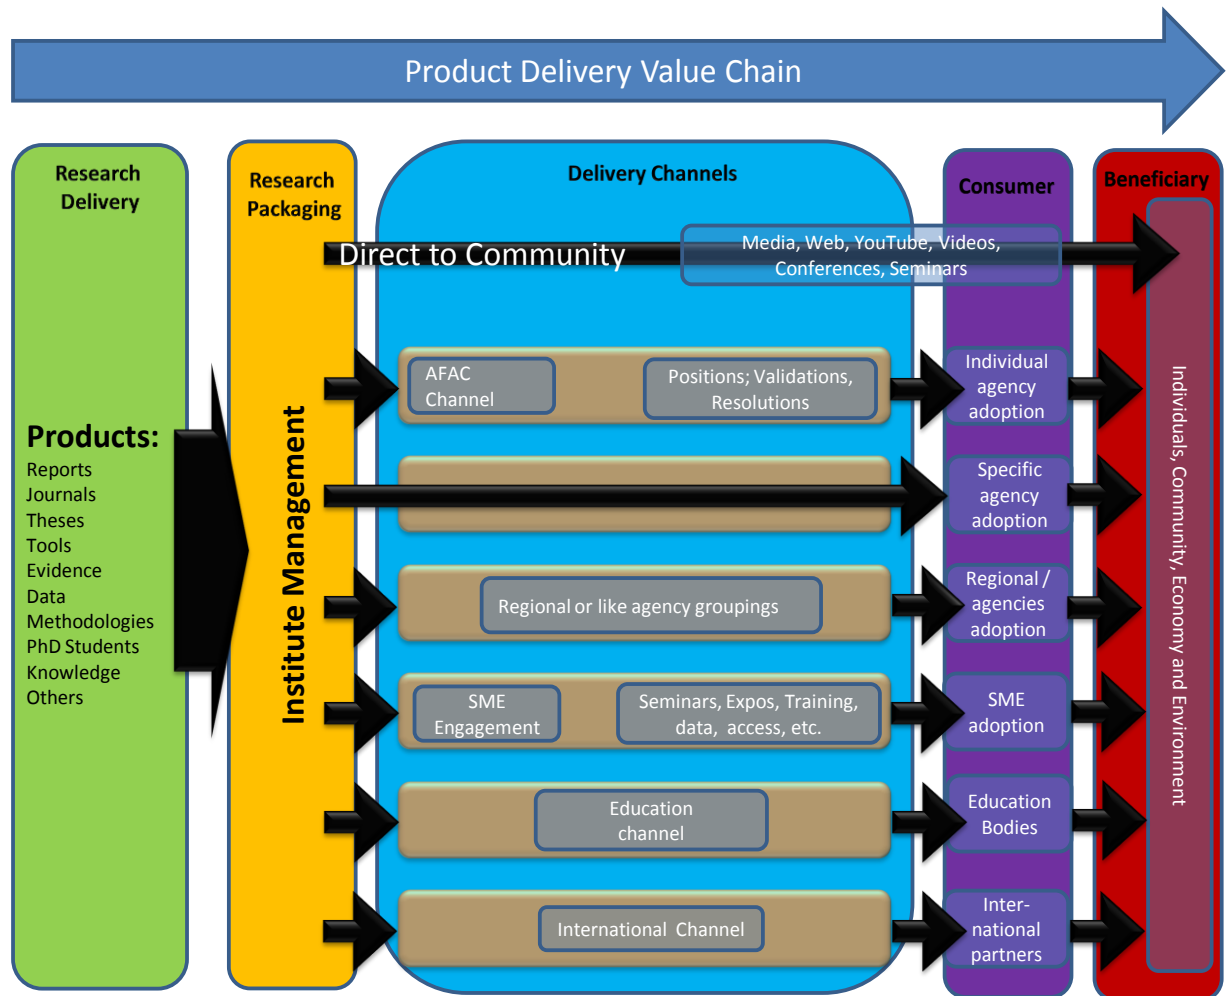 Product Delivery Value Chain
Research
Delivery
Products:
Reports
Journals
Theses
Tools
Evidence
Data
Methodologies
PhD Students
Knowledge
Others
Research
Packaging
Institute Management
Delivery Channels
Direct to Community
Media, Web, YouTube, Videos,
Conferences, Seminars
AFAC
Channel
Positions; Validations,
Resolutions
Regional or like agency groupings
SME
Engagement
Seminars, Expos, Training,
data, access, etc.
Education
channel
International Channel
Consumer
Individual
agency
adoption
Specific
agency
adoption
Regional /
agencies
adoption
SME
adoption
Education
Bodies
Inter-
national
partners
Beneficiary
Individuals, Community, Economy and Environment